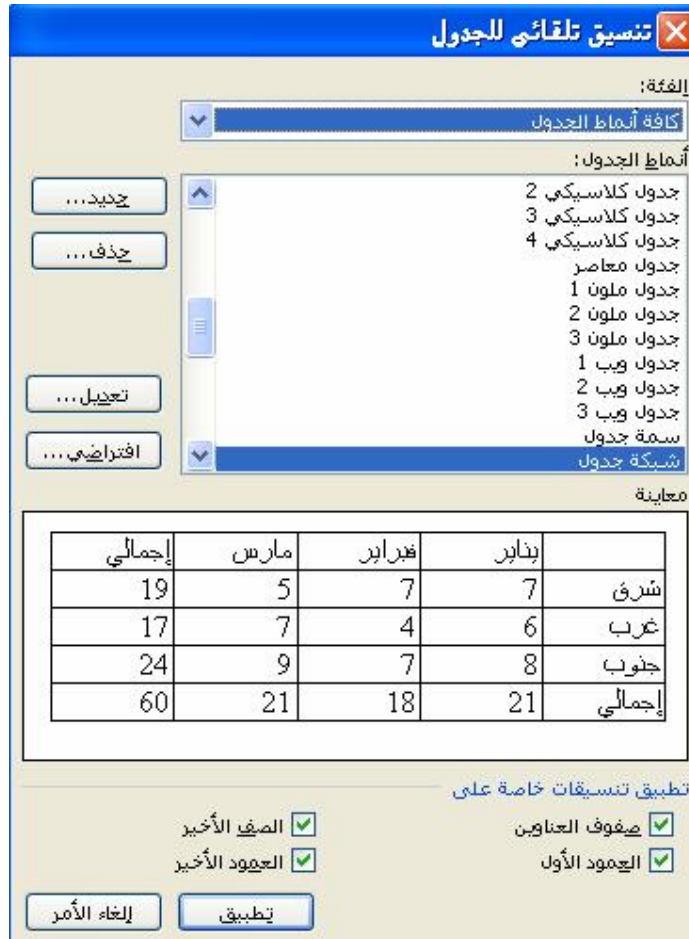 تنسيق تلقائي للجدول
الفئة:
كافة أنماط الجدول
أنماط الجدول:
جدول كلاسيكي 2
جدول كلاسيكي 3
جدول كلاسيكي 4
جدول معاصر
جدول ملون 1
جدول ملون 2
جدول ملون 3
جدول ويب 1
جدول ويب 2
جدول ويب 3
سمة جدول
شبكة جدول
جديد...
حذف...
تعديل...
افتراضي...
معاينة
يناير فبراير مارس إجمالي
شرق 7 7 5 19
غرب 6 4 7 17
جنوب 8 7 9 24
إجمالي 21 18 21 60
تطبيق تنسيقات خاصة على
صفوف العناوين الصف الأخير
العمود الأول العمود الأخير
تطبيق إلغاء الأمر